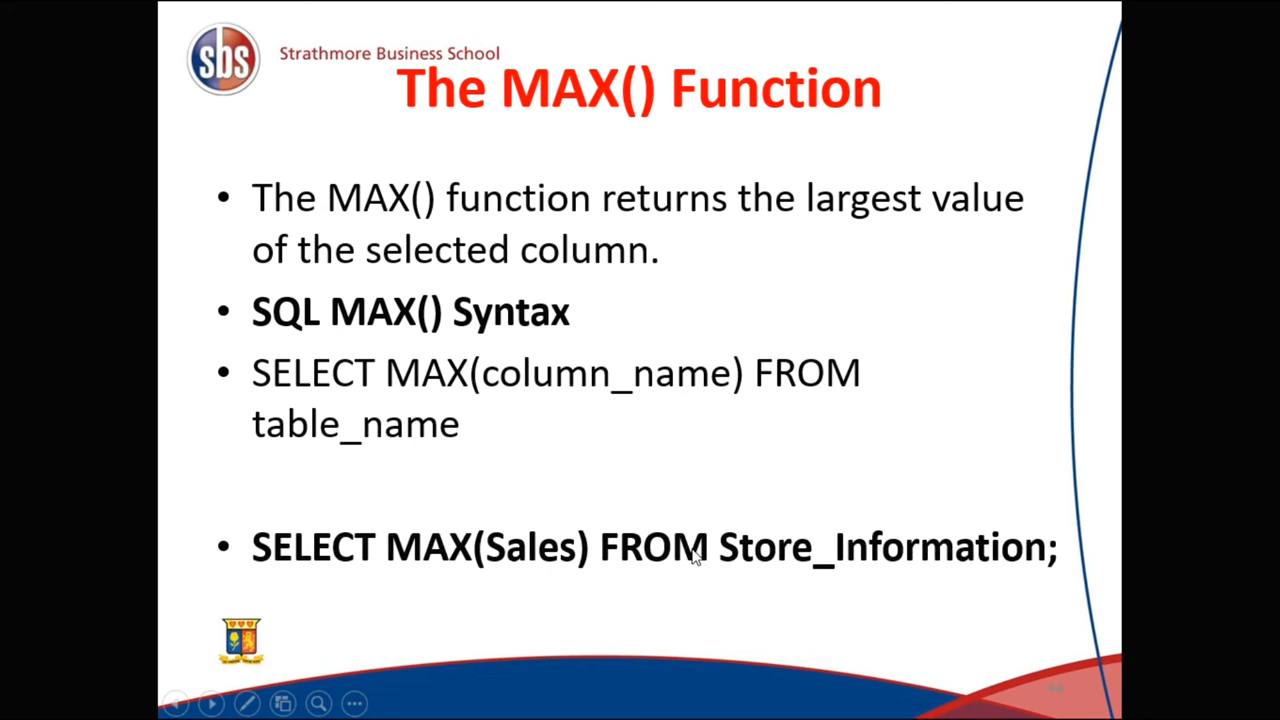 sbs
Strathmore Business School
The MAX() Function
• The MAX() function returns the largest value
of the selected column.
• SQL MAX() Syntax
• SELECT MAX(column_name) FROM
table_name
• SELECT MAX(Sales) FROM Store_Information;